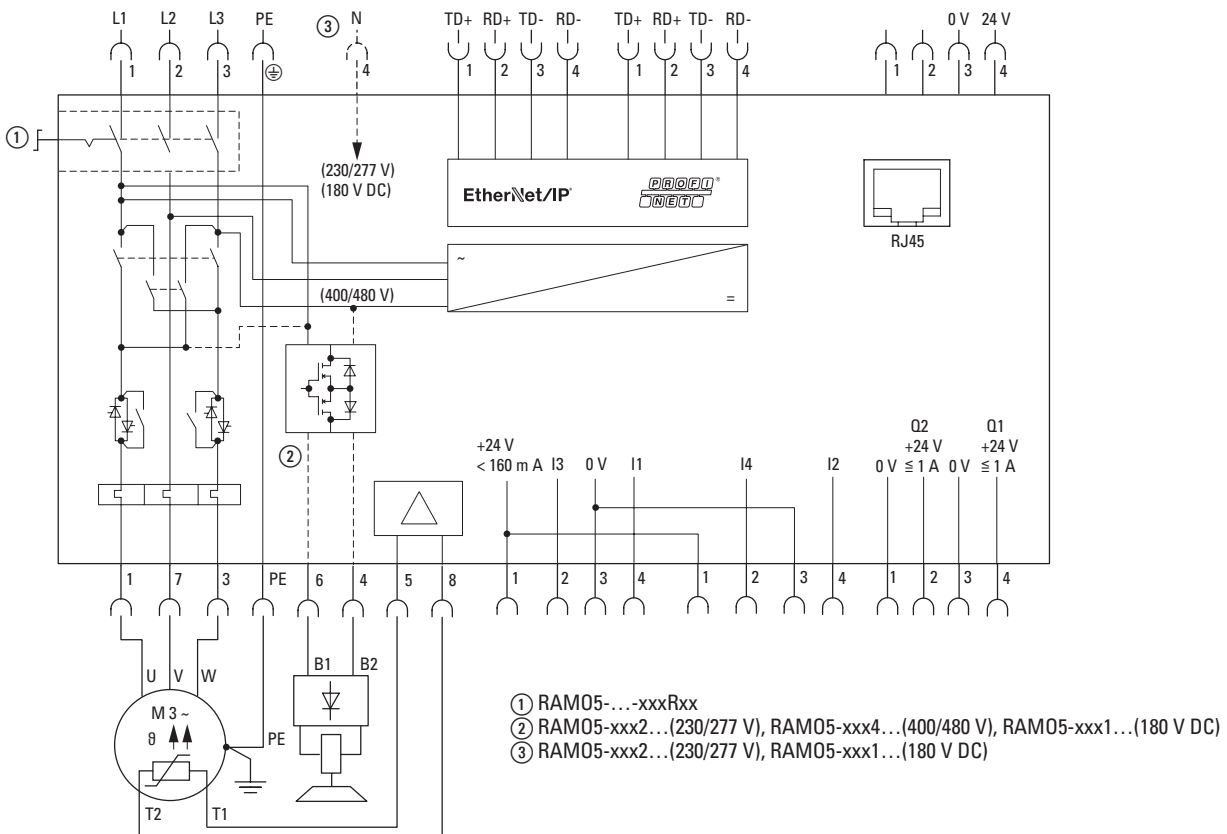 L1 L2 L3 PE ③ N TD+ RD+ TD- RD- TD+ RD+ TD- RD- 0 V 24 V
1 2 3 4 1 2 3 4 1 2 3 4 1 2 3 4
①
(230/277 V)
(180 V DC)
EtherNet/IP
PROFI®
NET
RJ45
~
=
(400/480 V)
②
+24 V
< 160 m A I3 0 V I1 I4 I2
Q2
+24 V
0 V ≦ 1 A
Q1
+24 V
0 V ≦ 1 A
1 7 3 PE 6 4 5 8 1 2 3 4 1 2 3 4 1 2 3 4
U V W
M 3 ~
ϑ
PE
T2 T1
B1 B2
① RAMO5-...-xxxRxx
② RAMO5-xxx2...(230/277 V), RAMO5-xxx4...(400/480 V), RAMO5-xxx1...(180 V DC)
③ RAMO5-xxx2...(230/277 V), RAMO5-xxx1...(180 V DC)